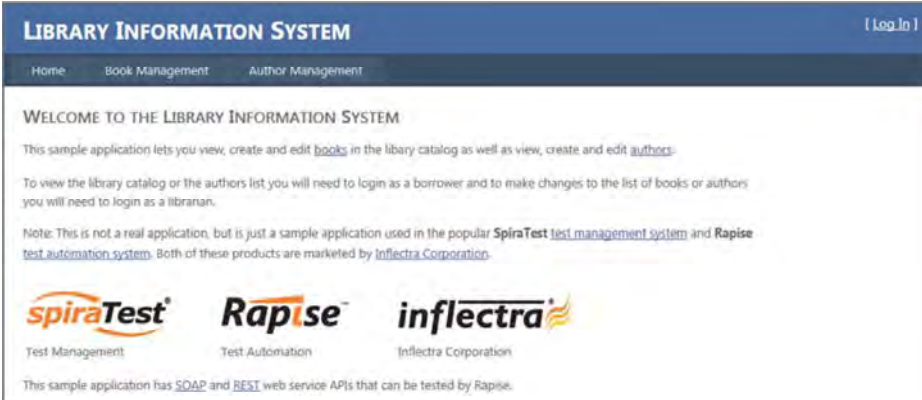 LIBRARY INFORMATION SYSTEM
[ Log In ]
Home Book Management Author Management
WELCOME TO THE LIBRARY INFORMATION SYSTEM
This sample application lets you view, create and edit books in the libary catalog as well as view, create and edit authors.
To view the library catalog or the authors list you will need to login as a borrower and to make changes to the list of books or authors
you will need to login as a librarian.
Note: This is not a real application, but is just a sample application used in the popular SpiraTest test management system and Rapise
test automation system. Both of these products are marketed by Inflectra Corporation.
spiraTest® Rapise™ inflectra®
Test Management Test Automation Inflectra Corporation
This sample application has SOAP and REST web service APIs that can be tested by Rapise.